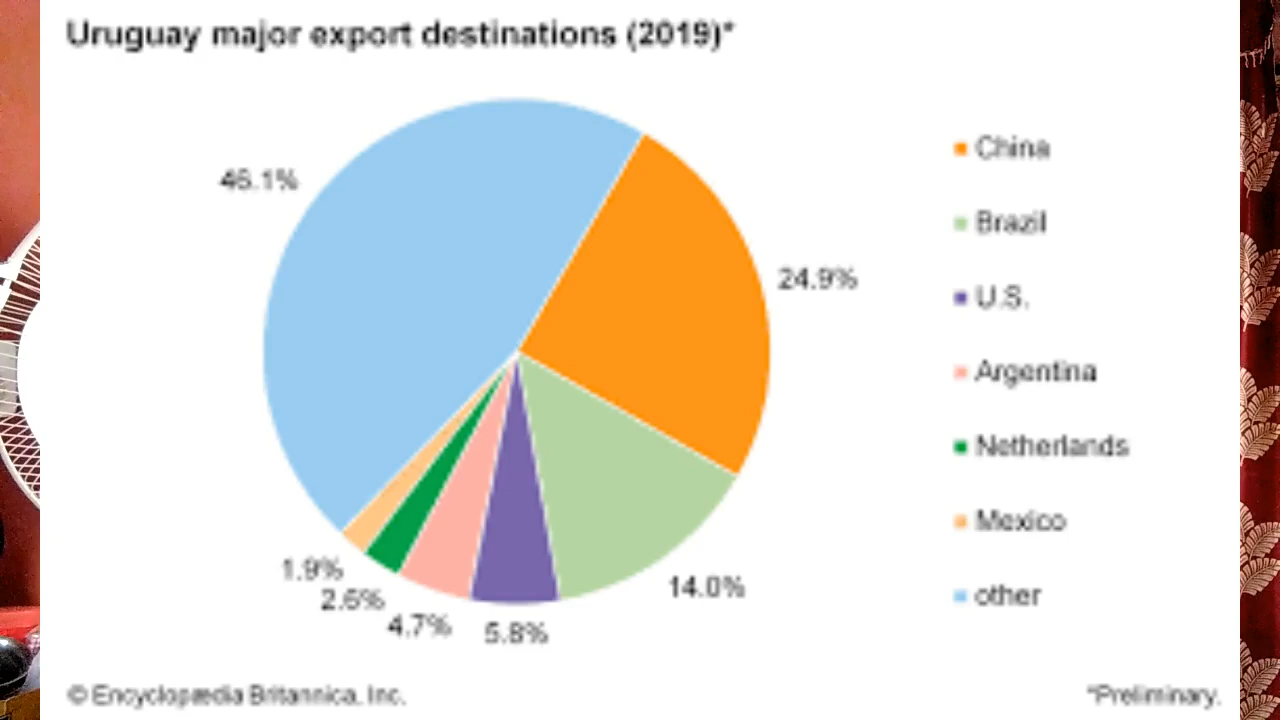 Uruguay major export destinations (2019)*
46.1%
24.9%
14.0%
5.8%
4.7%
2.6%
1.9%
China
Brazil
U.S.
Argentina
Netherlands
Mexico
other
© Encyclopædia Britannica, Inc.
*Preliminary.